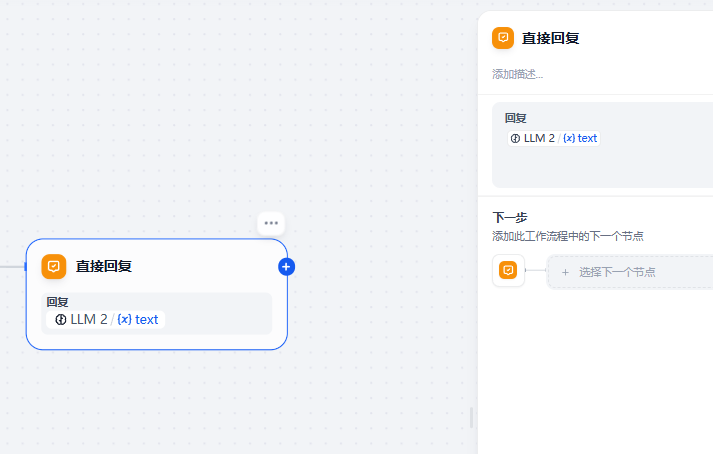 直接回复
添加描述...
回复
LLM 2 / {x} text
下一步
添加此工作流程中的下一个节点
+ 选择下一个节点
直接回复
回复
LLM 2 / {x} text